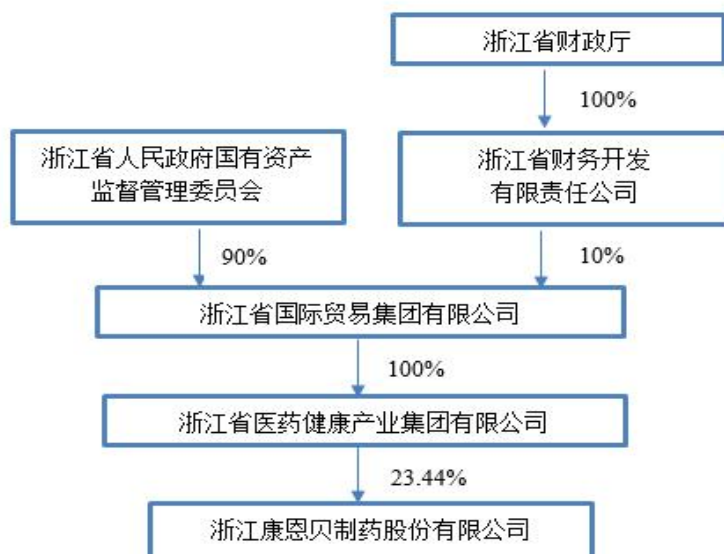 浙江省财政厅
100%
浙江省人民政府国有资产
监督管理委员会
浙江省财务开发
有限责任公司
90%
10%
浙江省国际贸易集团有限公司
100%
浙江省医药健康产业集团有限公司
23.44%
浙江康恩贝制药股份有限公司